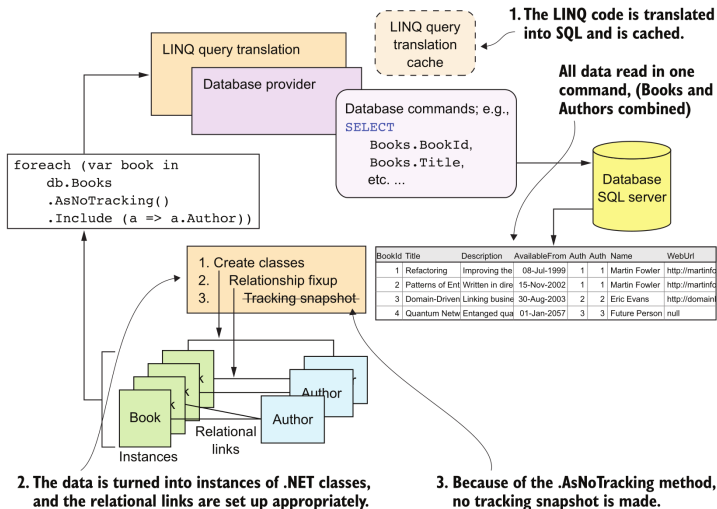 1. The LINQ code is translated
into SQL and is cached.
LINQ query
translation
cache
LINQ query translation
Database provider
Database commands; e.g.,
SELECT
Books.BookId,
Books.Title,
etc. ...
All data read in one
command, (Books and
Authors combined)
Database
SQL server
foreach (var book in
db.Books
.AsNoTracking()
.Include (a => a.Author))
BookId Title Description AvailableFrom Auth Auth Name WebUrl
1 Refactoring Improving the 08-Jul-1999 1 1 Martin Fowler http://martinfo
2 Patterns of Ent Written in dire 15-Nov-2002 1 1 Martin Fowler http://martinfo
3 Domain-Driven Linking busine 30-Aug-2003 2 2 Eric Evans http://domainl
4 Quantum Netw Entanged qua 01-Jan-2057 3 3 Future Person null
1. Create classes
2. Relationship fixup
3. Tracking snapshot
Book
Author
Relational
links
Instances
2. The data is turned into instances of .NET classes,
and the relational links are set up appropriately.
3. Because of the .AsNoTracking method,
no tracking snapshot is made.